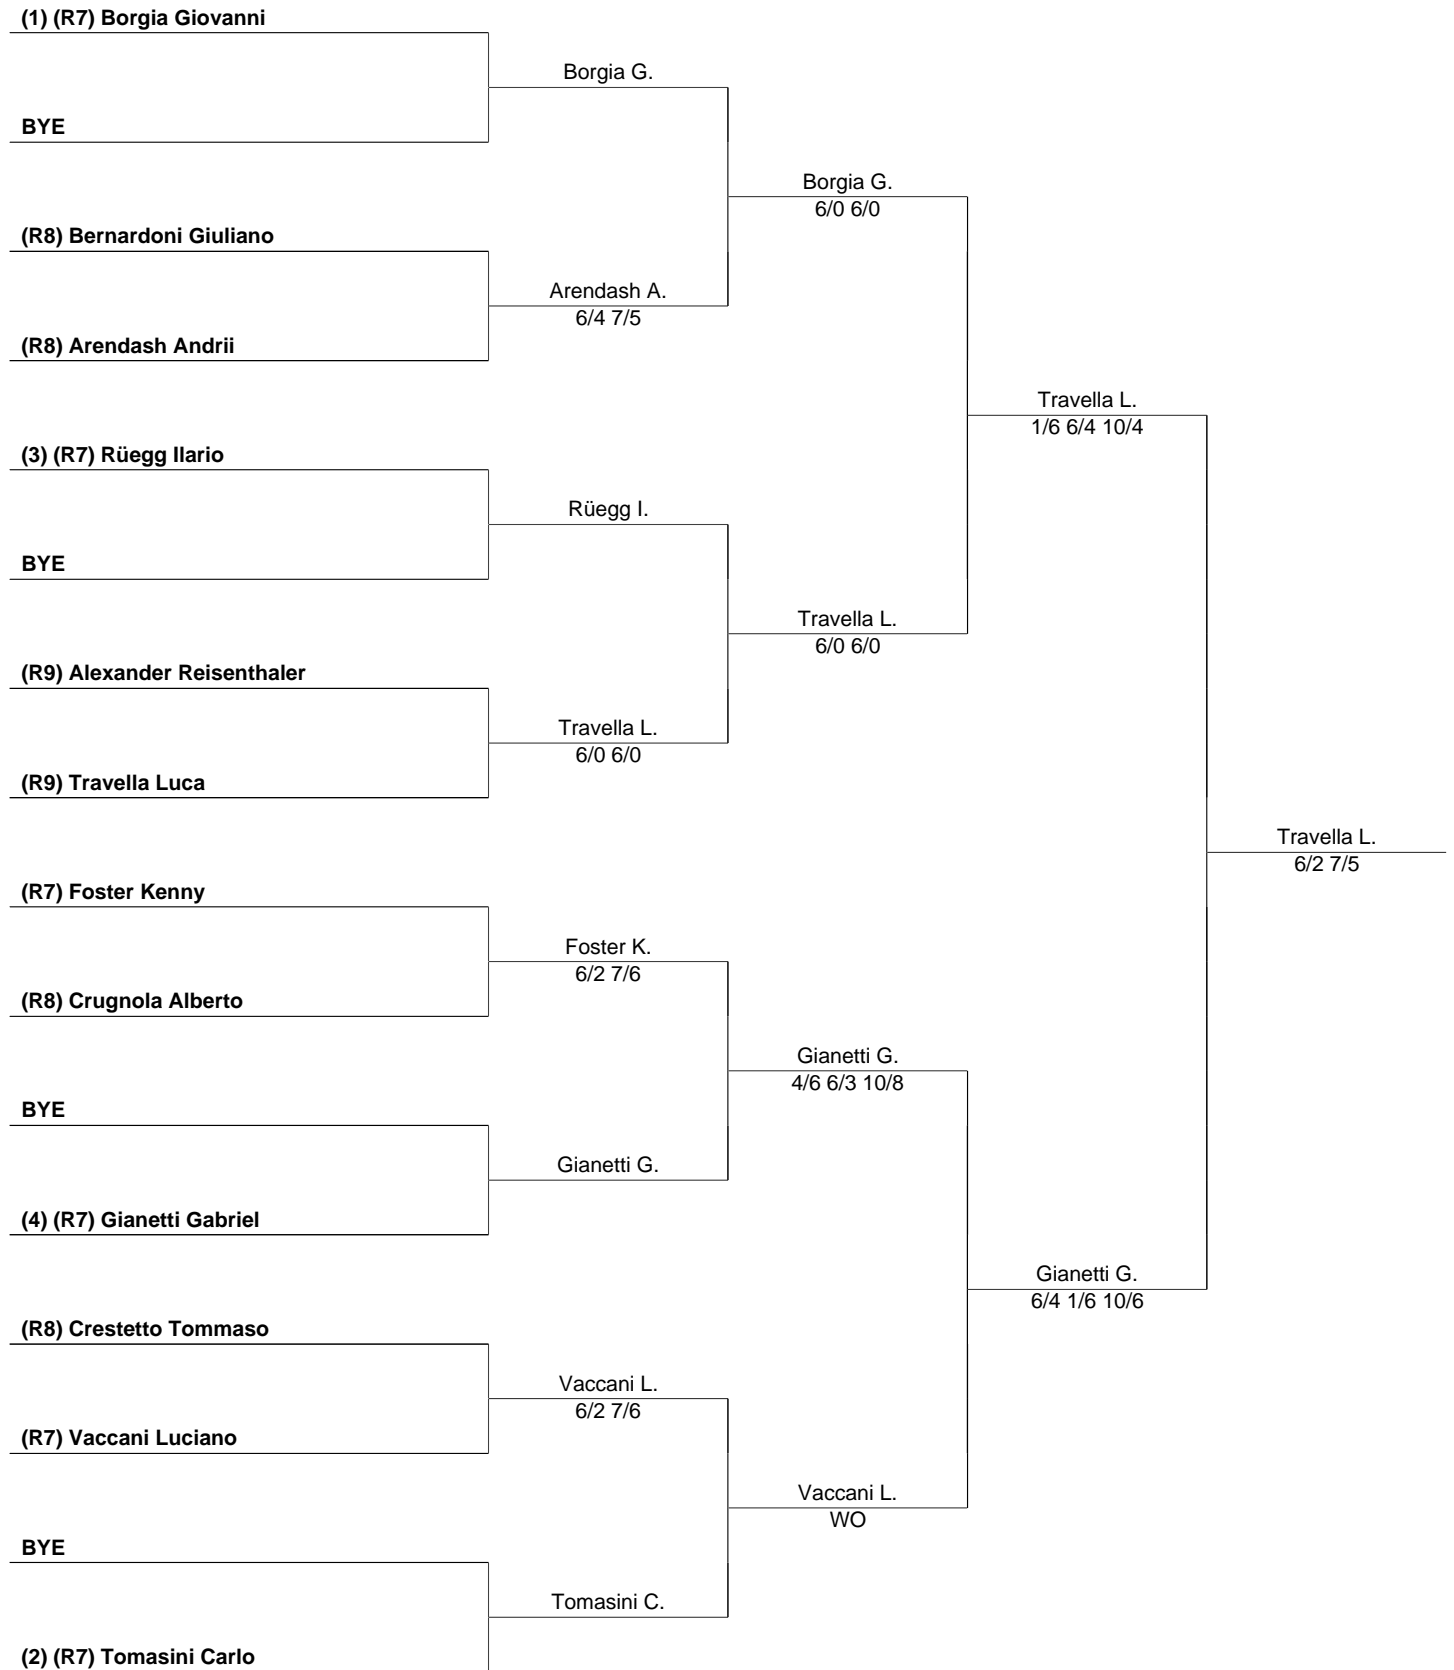 (1) (R7) Borgia Giovanni
Borgia G.
BYE
Borgia G.
6/0 6/0
(R8) Bernardoni Giuliano
Arendash A.
6/4 7/5
(R8) Arendash Andrii
Travella L.
1/6 6/4 10/4
(3) (R7) Rüegg Ilario
Rüegg I.
BYE
Travella L.
6/0 6/0
(R9) Alexander Reisenthaler
Travella L.
6/0 6/0
(R9) Travella Luca
Travella L.
6/2 7/5
(R7) Foster Kenny
Foster K.
6/2 7/6
(R8) Crugnola Alberto
Gianetti G.
4/6 6/3 10/8
BYE
Gianetti G.
(4) (R7) Gianetti Gabriel
Gianetti G.
6/4 1/6 10/6
(R8) Crestetto Tommaso
Vaccani L.
6/2 7/6
(R7) Vaccani Luciano
Vaccani L.
WO
BYE
Tomasini C.
(2) (R7) Tomasini Carlo